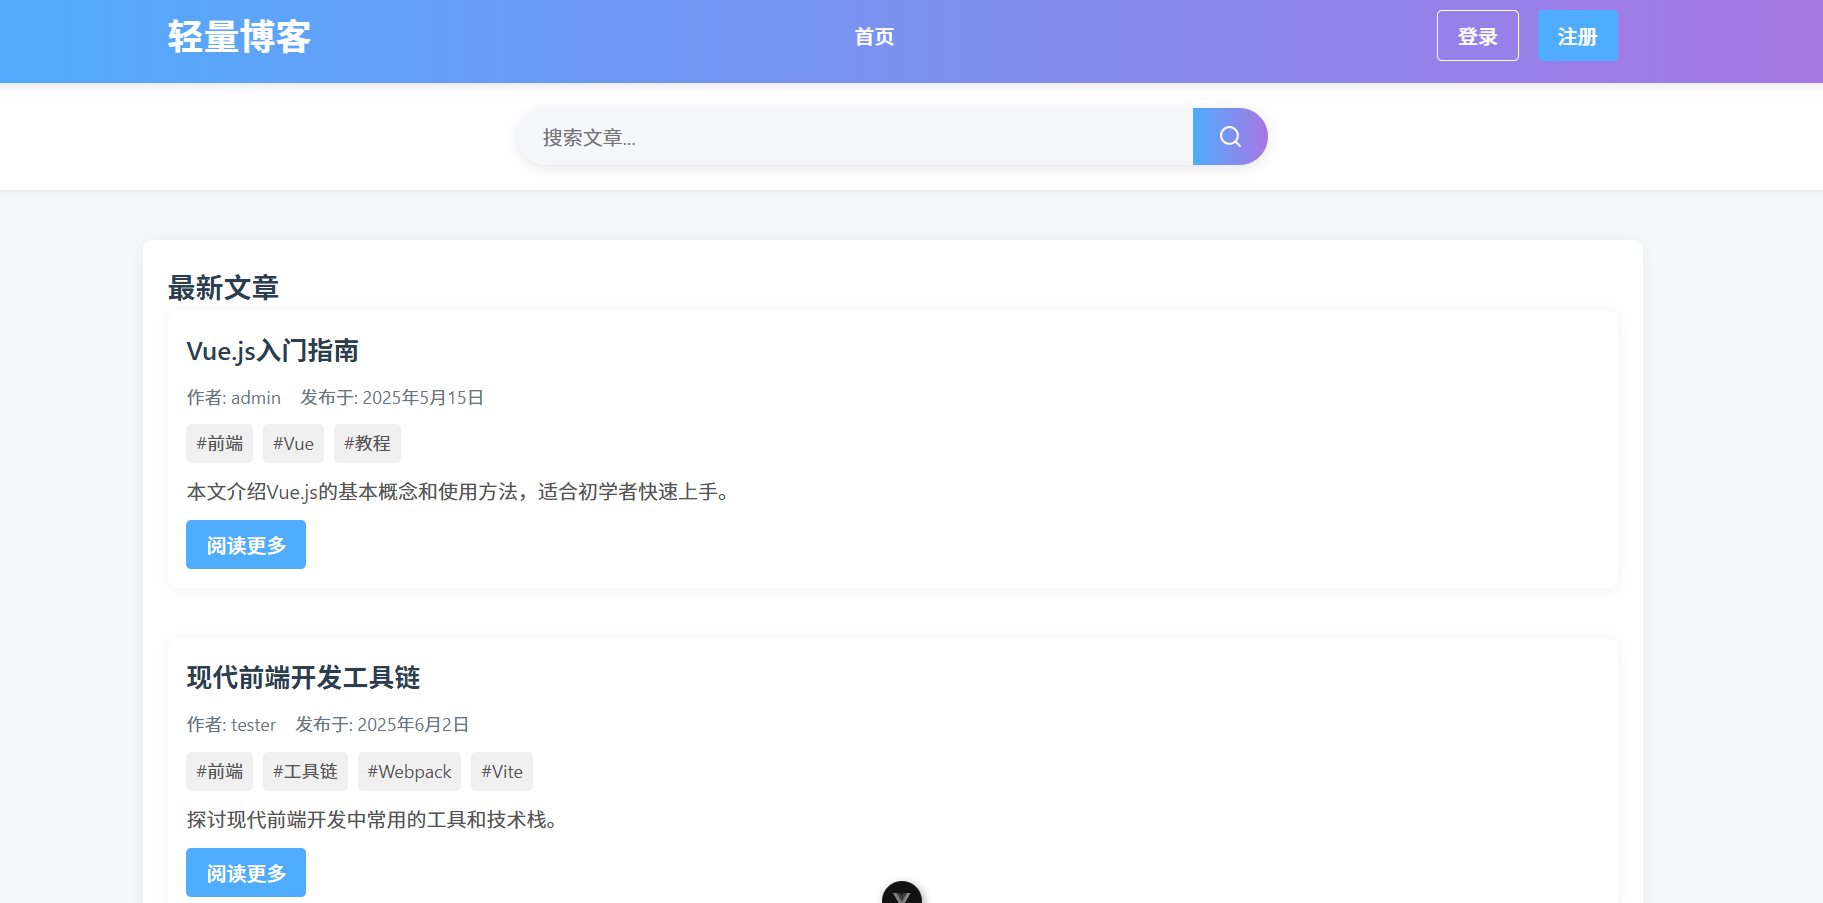 轻量博客
首页
登录
注册
搜索文章...
最新文章
Vue.js入门指南
作者: admin 发布于: 2025年5月15日
#前端 #Vue #教程
本文介绍Vue.js的基本概念和使用方法，适合初学者快速上手。
阅读更多
现代前端开发工具链
作者: tester 发布于: 2025年6月2日
#前端 #工具链 #Webpack #Vite
探讨现代前端开发中常用的工具和技术栈。
阅读更多